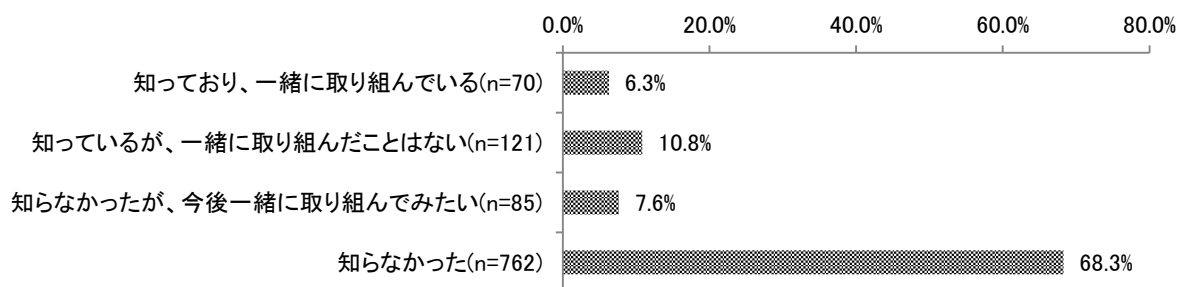 0.0% 20.0% 40.0% 60.0% 80.0%
知っており、一緒に取り組んでいる(n=70) 6.3%
知っているが、一緒に取り組んだことはない(n=121) 10.8%
知らなかったが、今後一緒に取り組んでみたい(n=85) 7.6%
知らなかった(n=762) 68.3%